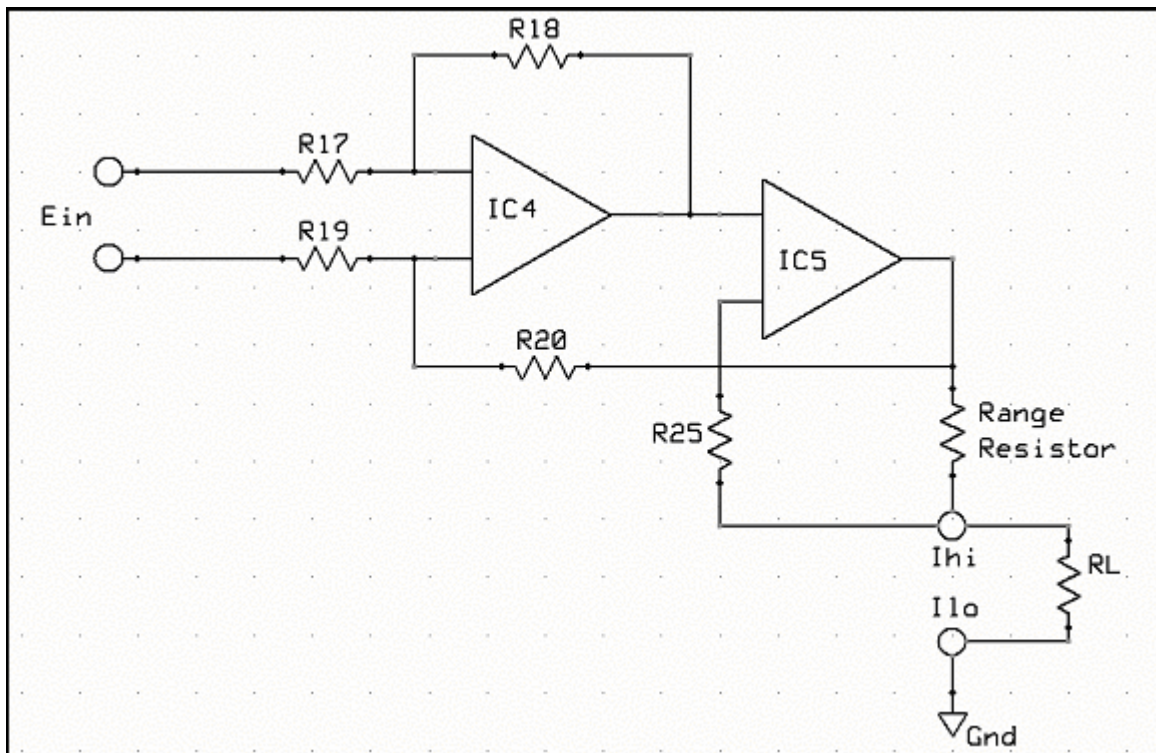 R18
R17
Ein
IC4
R19
IC5
R20
R25
Range
Resistor
Ihi
RL
Ilo
Gnd